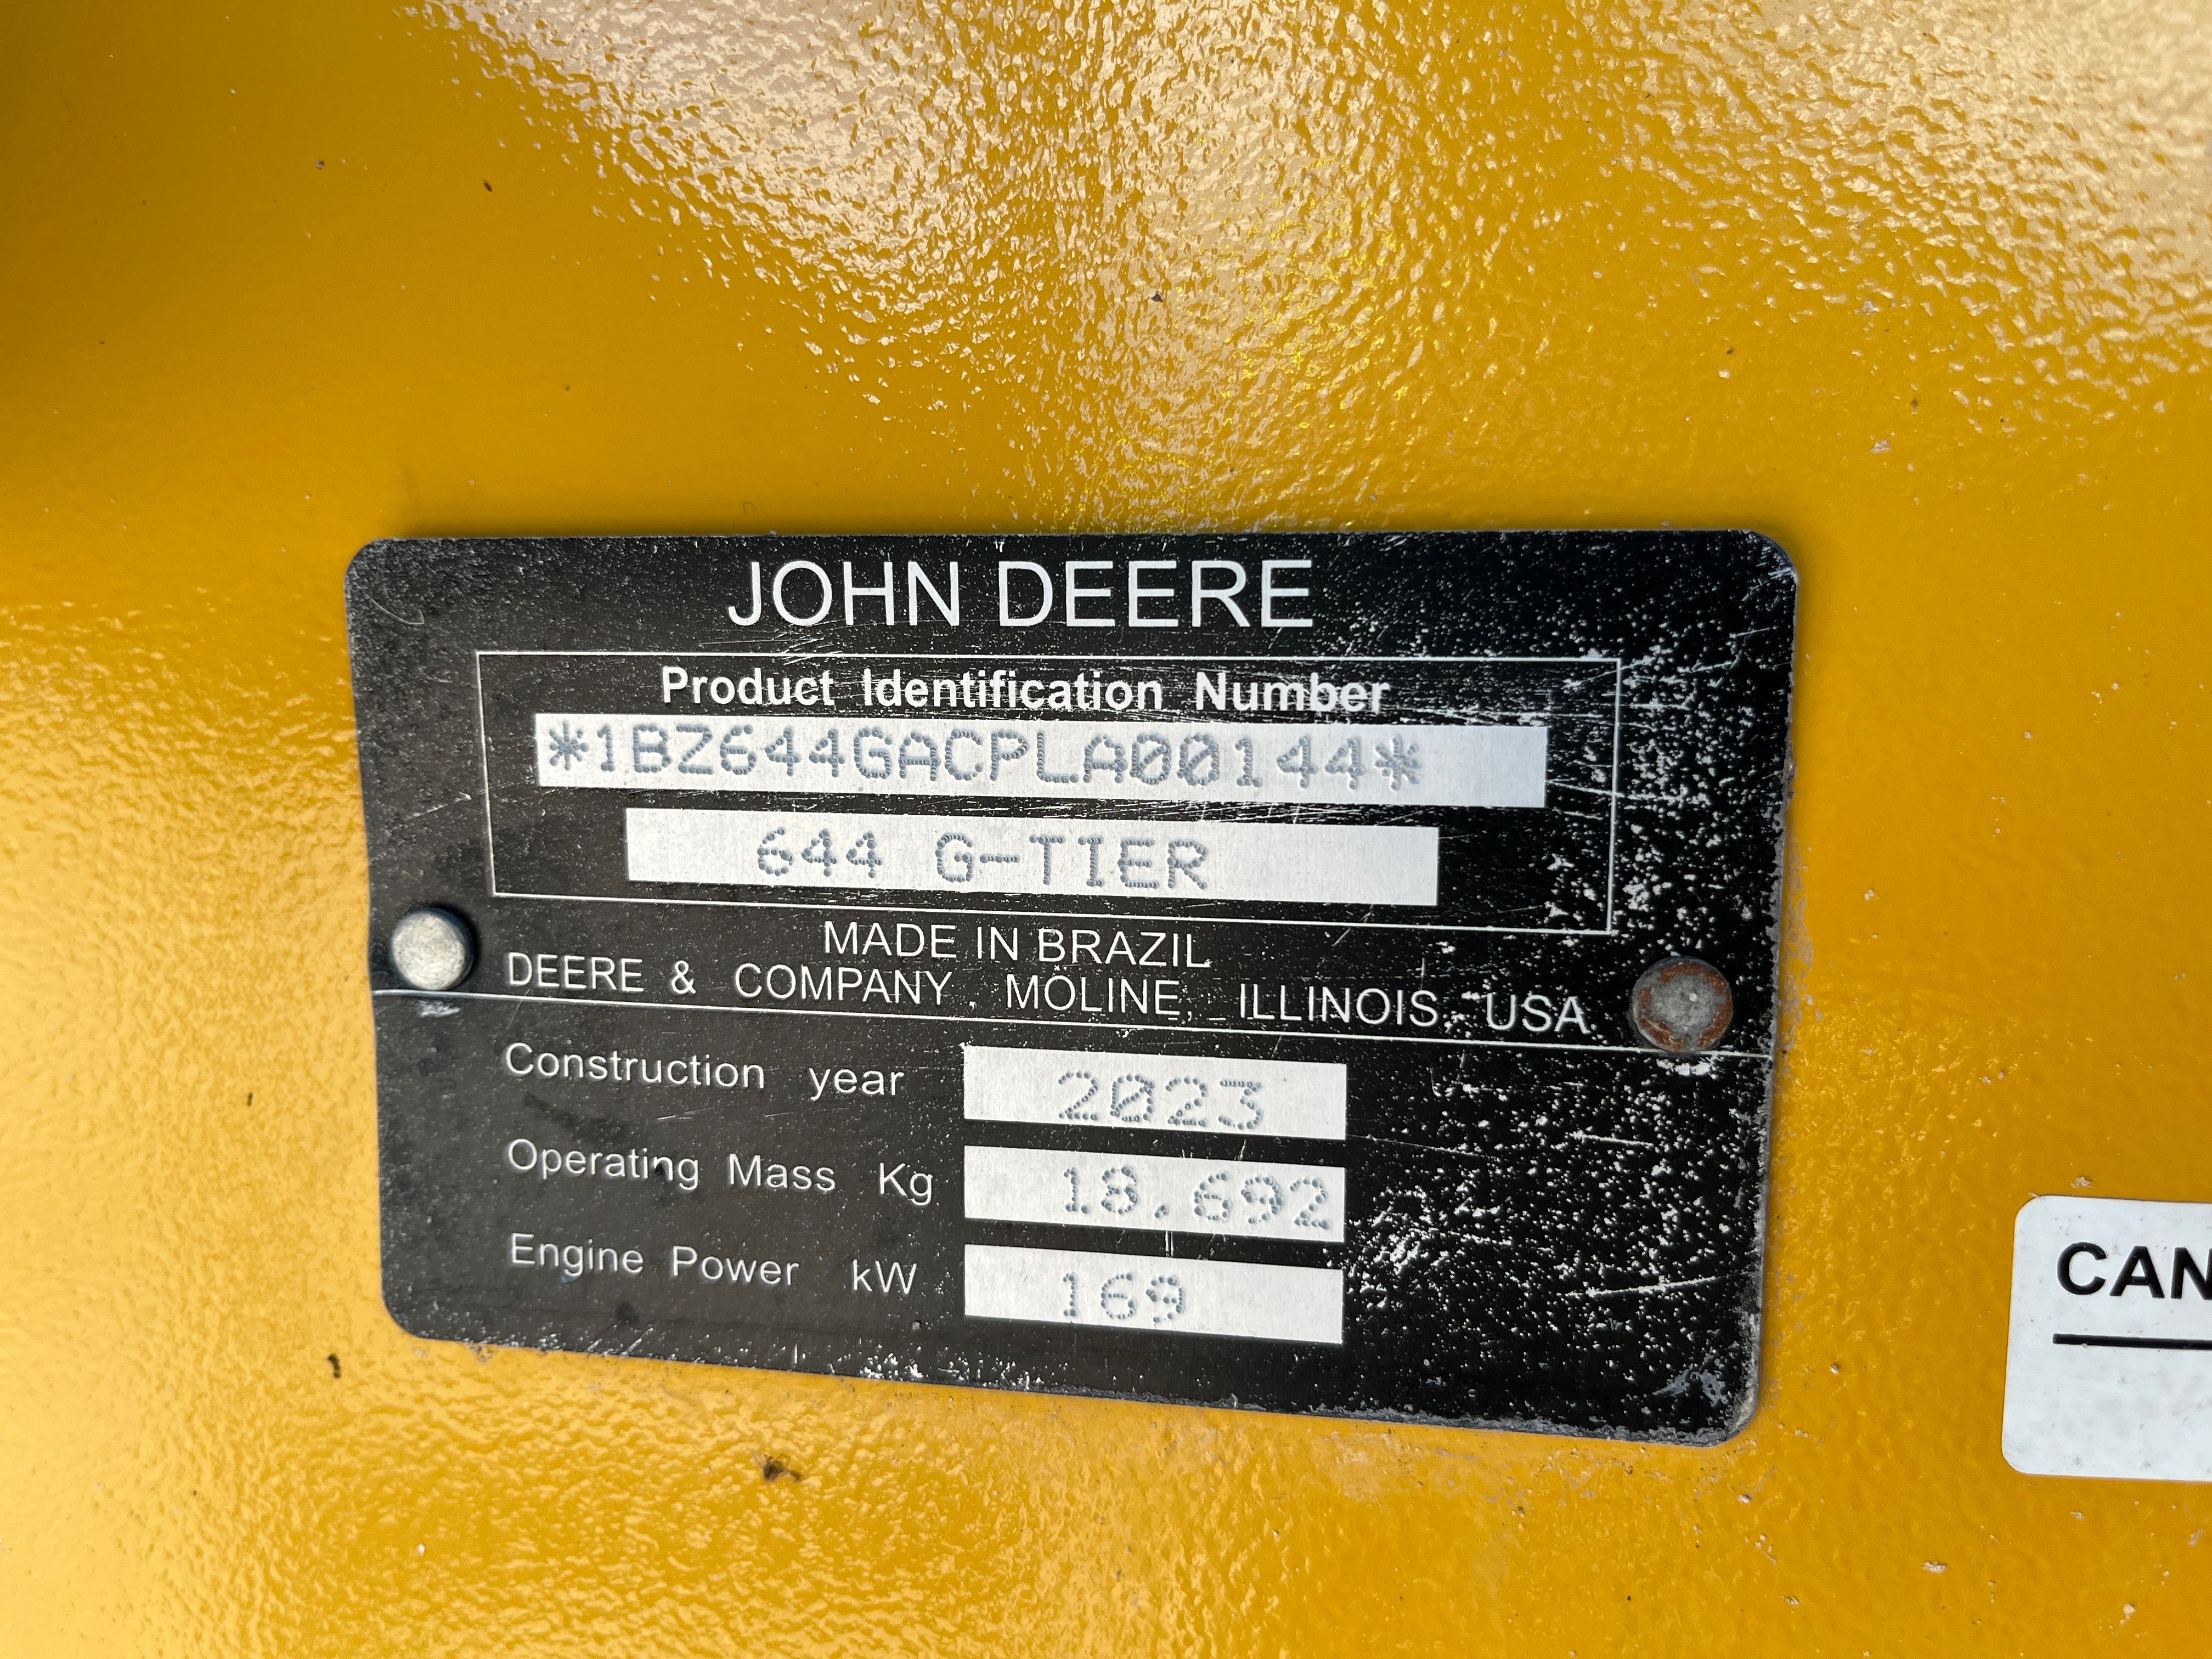 JOHN DEERE
Product Identification Number
*1BZ644GACPLA00144*
644 G-TIER
MADE IN BRAZIL
DEERE & COMPANY, MOLINE, ILLINOIS, USA
Construction year 2023
Operating Mass Kg 18.692
Engine Power kW 169
CAN